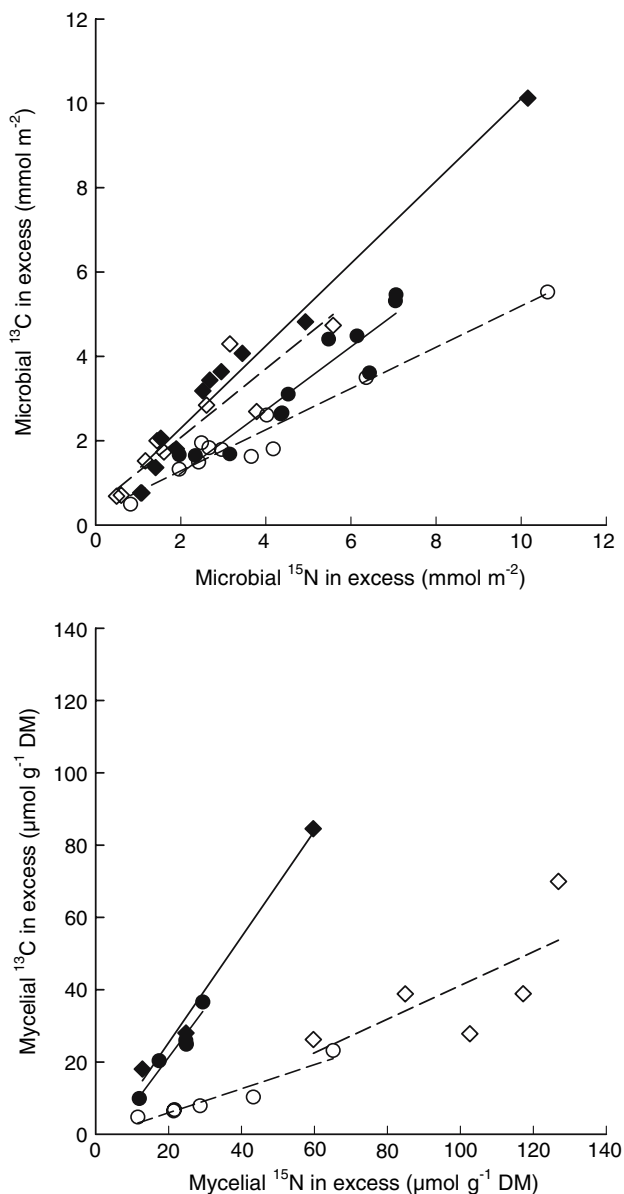 Microbial ¹³C in excess (mmol m⁻²)
12
10
8
6
4
2
0
0 2 4 6 8 10 12
Microbial ¹⁵N in excess (mmol m⁻²)
Mycelial ¹³C in excess (µmol g⁻¹ DM)
140
120
100
80
60
40
20
0
0 20 40 60 80 100 120 140
Mycelial ¹⁵N in excess (µmol g⁻¹ DM)